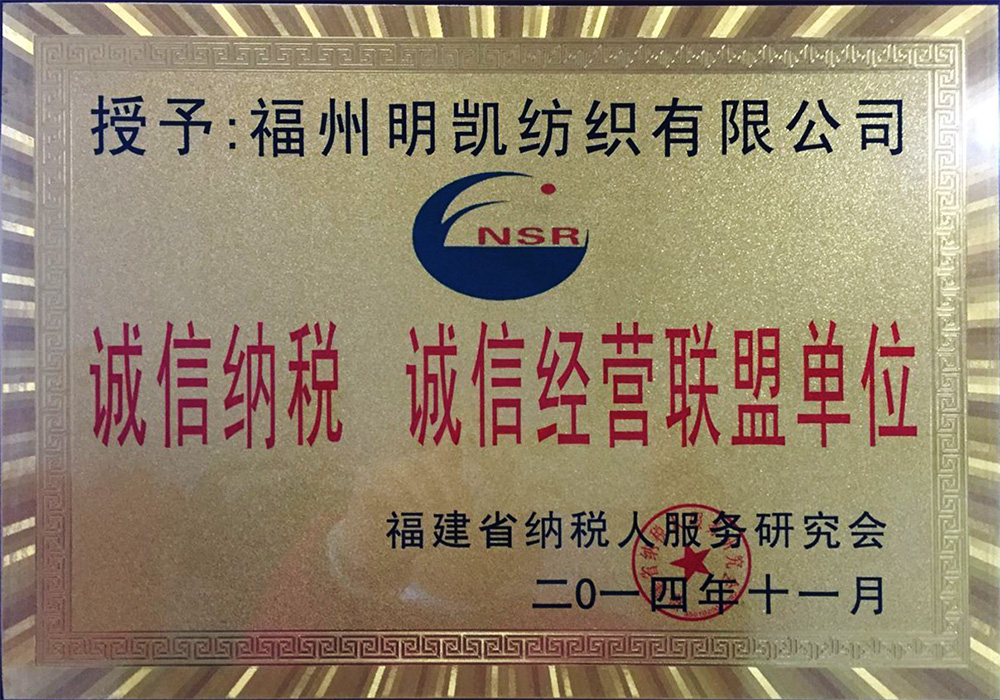 授予:福州明凯纺织有限公司
NSR
诚信纳税 诚信经营联盟单位
福建省纳税人服务研究会
二0一四年十一月